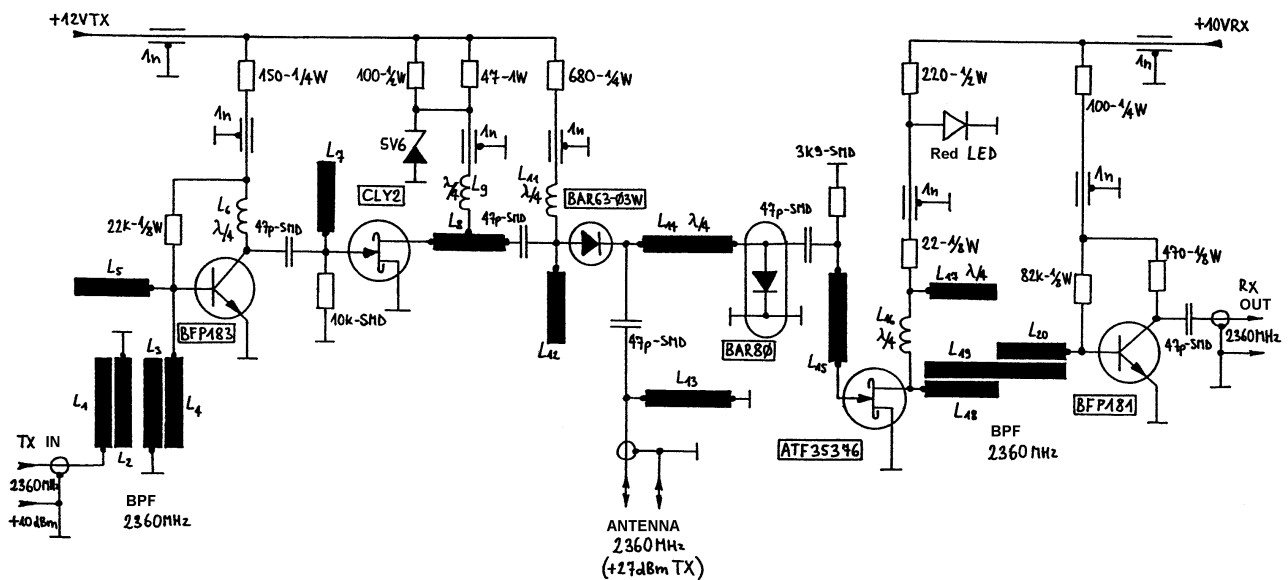 +12VTX
1n
150-1/4W
100-1/2W
47-1W
680-1/4W
1n
5V6
1n
1n
L7
CLY2
L6
λ/4
22K-1/8W
47p-SMD
L9
λ/4
L8
47p-SMD
L11
λ/4
BAR63-03W
L5
BFP183
10k-SMD
L12
L1
L2
L3
L4
TX IN
2360MHz
+10dBm
BPF
2360MHz
47p-SMD
L13
ANTENNA
2360MHz
(+27dBm TX)
L14 λ/4
BAR80
47p-SMD
3K9-SMD
L15
ATF35376
+10VRX
1n
220-1/2W
Red LED
1n
22-1/8W
L17 λ/4
L16
λ/4
L19
L18
L20
BPF
2360MHz
100-1/4W
1n
82k-1/8W
470-1/8W
BFP181
47p-SMD
RX
OUT
2360MHz